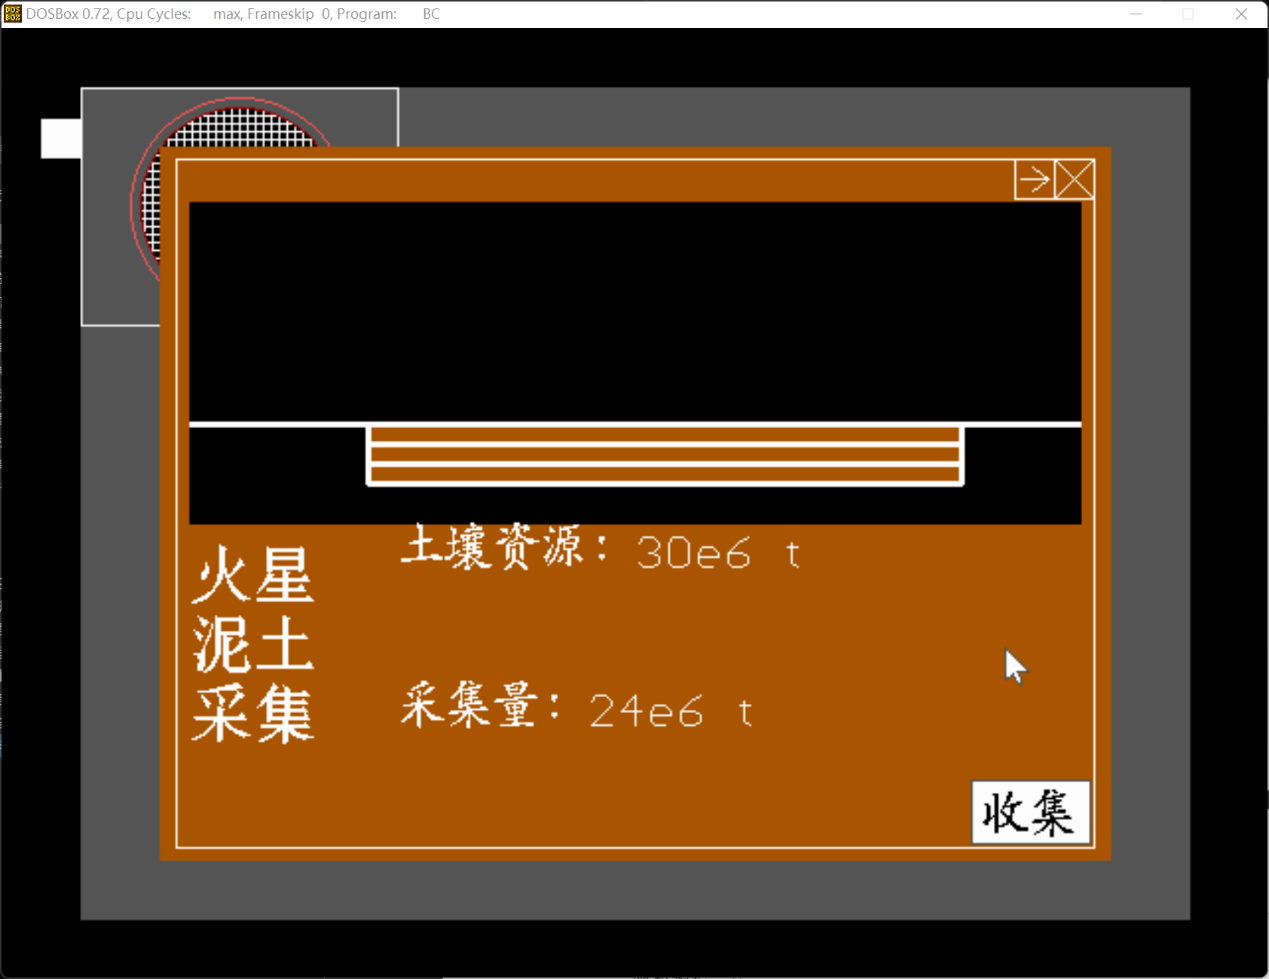 DOSBox 0.72, Cpu Cycles: max, Frameskip 0, Program: BC
土壤资源：30e6 t
火星
泥土
采集
采集量：24e6 t
收集